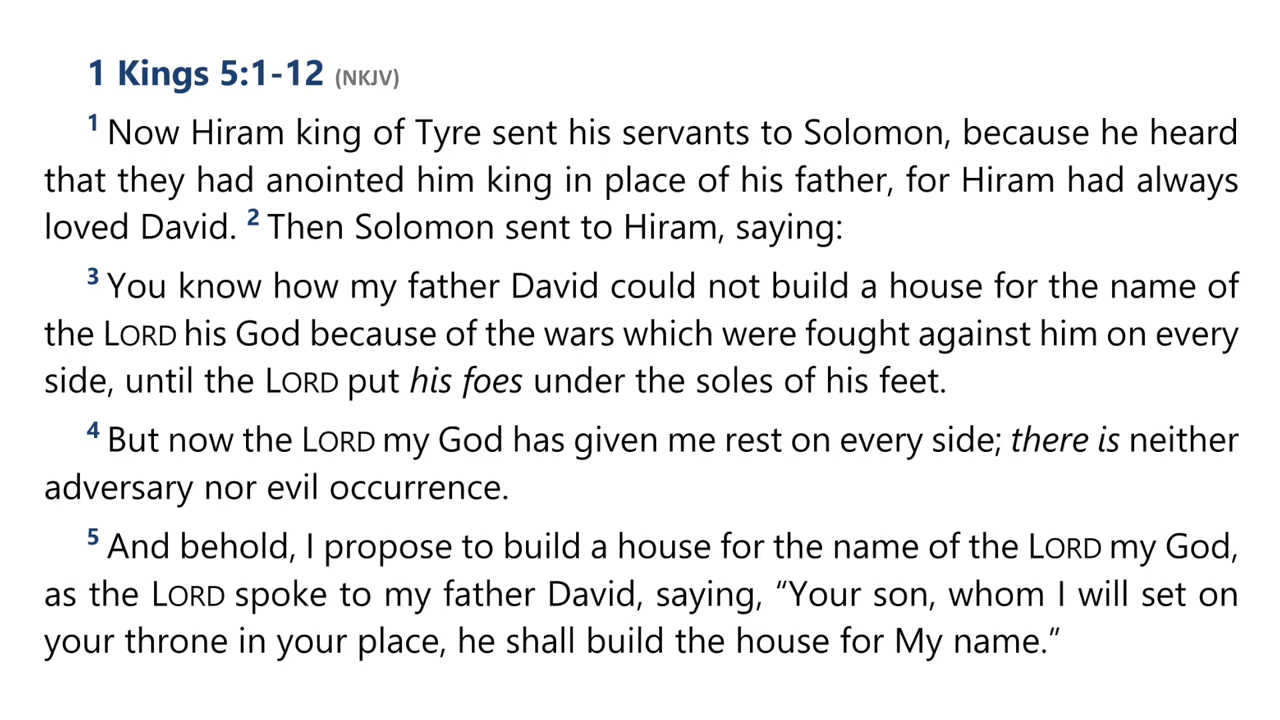 1 Kings 5:1-12 (NKJV)
1 Now Hiram king of Tyre sent his servants to Solomon, because he heard
that they had anointed him king in place of his father, for Hiram had always
loved David. 2 Then Solomon sent to Hiram, saying:
3 You know how my father David could not build a house for the name of
the LORD his God because of the wars which were fought against him on every
side, until the LORD put his foes under the soles of his feet.
4 But now the LORD my God has given me rest on every side; there is neither
adversary nor evil occurrence.
5 And behold, I propose to build a house for the name of the LORD my God,
as the LORD spoke to my father David, saying, “Your son, whom I will set on
your throne in your place, he shall build the house for My name.”